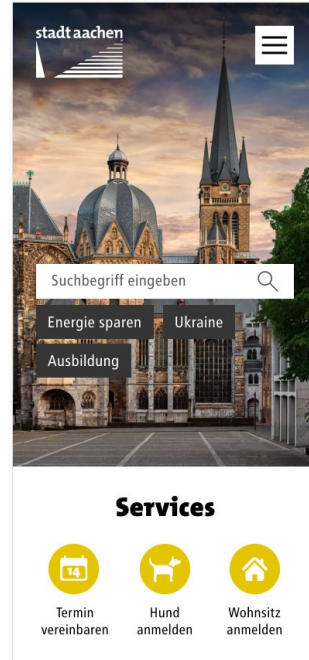 stadt aachen
Suchbegriff eingeben
Energie sparen
Ukraine
Ausbildung
Services
14
Termin
vereinbaren
Hund
anmelden
Wohnsitz
anmelden